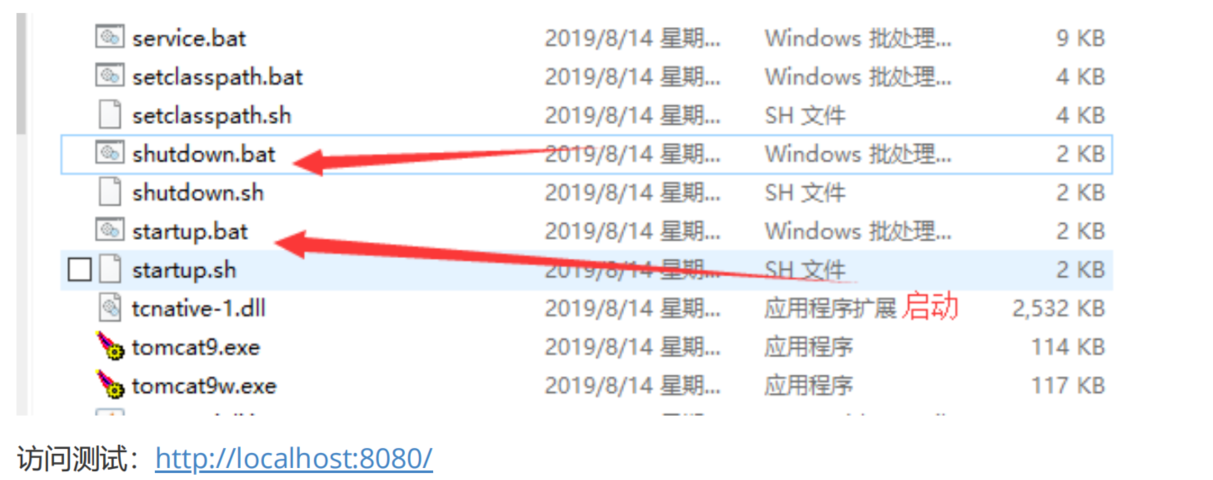 service.bat 2019/8/14 星期... Windows 批处理... 9 KB
setclasspath.bat 2019/8/14 星期... Windows 批处理... 4 KB
setclasspath.sh 2019/8/14 星期... SH 文件 4 KB
shutdown.bat 2019/8/14 星期... Windows 批处理... 2 KB
shutdown.sh 2019/8/14 星期... SH 文件 2 KB
startup.bat 2019/8/14 星期... Windows 批处理... 2 KB
startup.sh 2019/8/14 星期... SH 文件 2 KB
tcnative-1.dll 2019/8/14 星期... 应用程序扩展 启动 2,532 KB
tomcat9.exe 2019/8/14 星期... 应用程序 114 KB
tomcat9w.exe 2019/8/14 星期... 应用程序 117 KB
访问测试：http://localhost:8080/